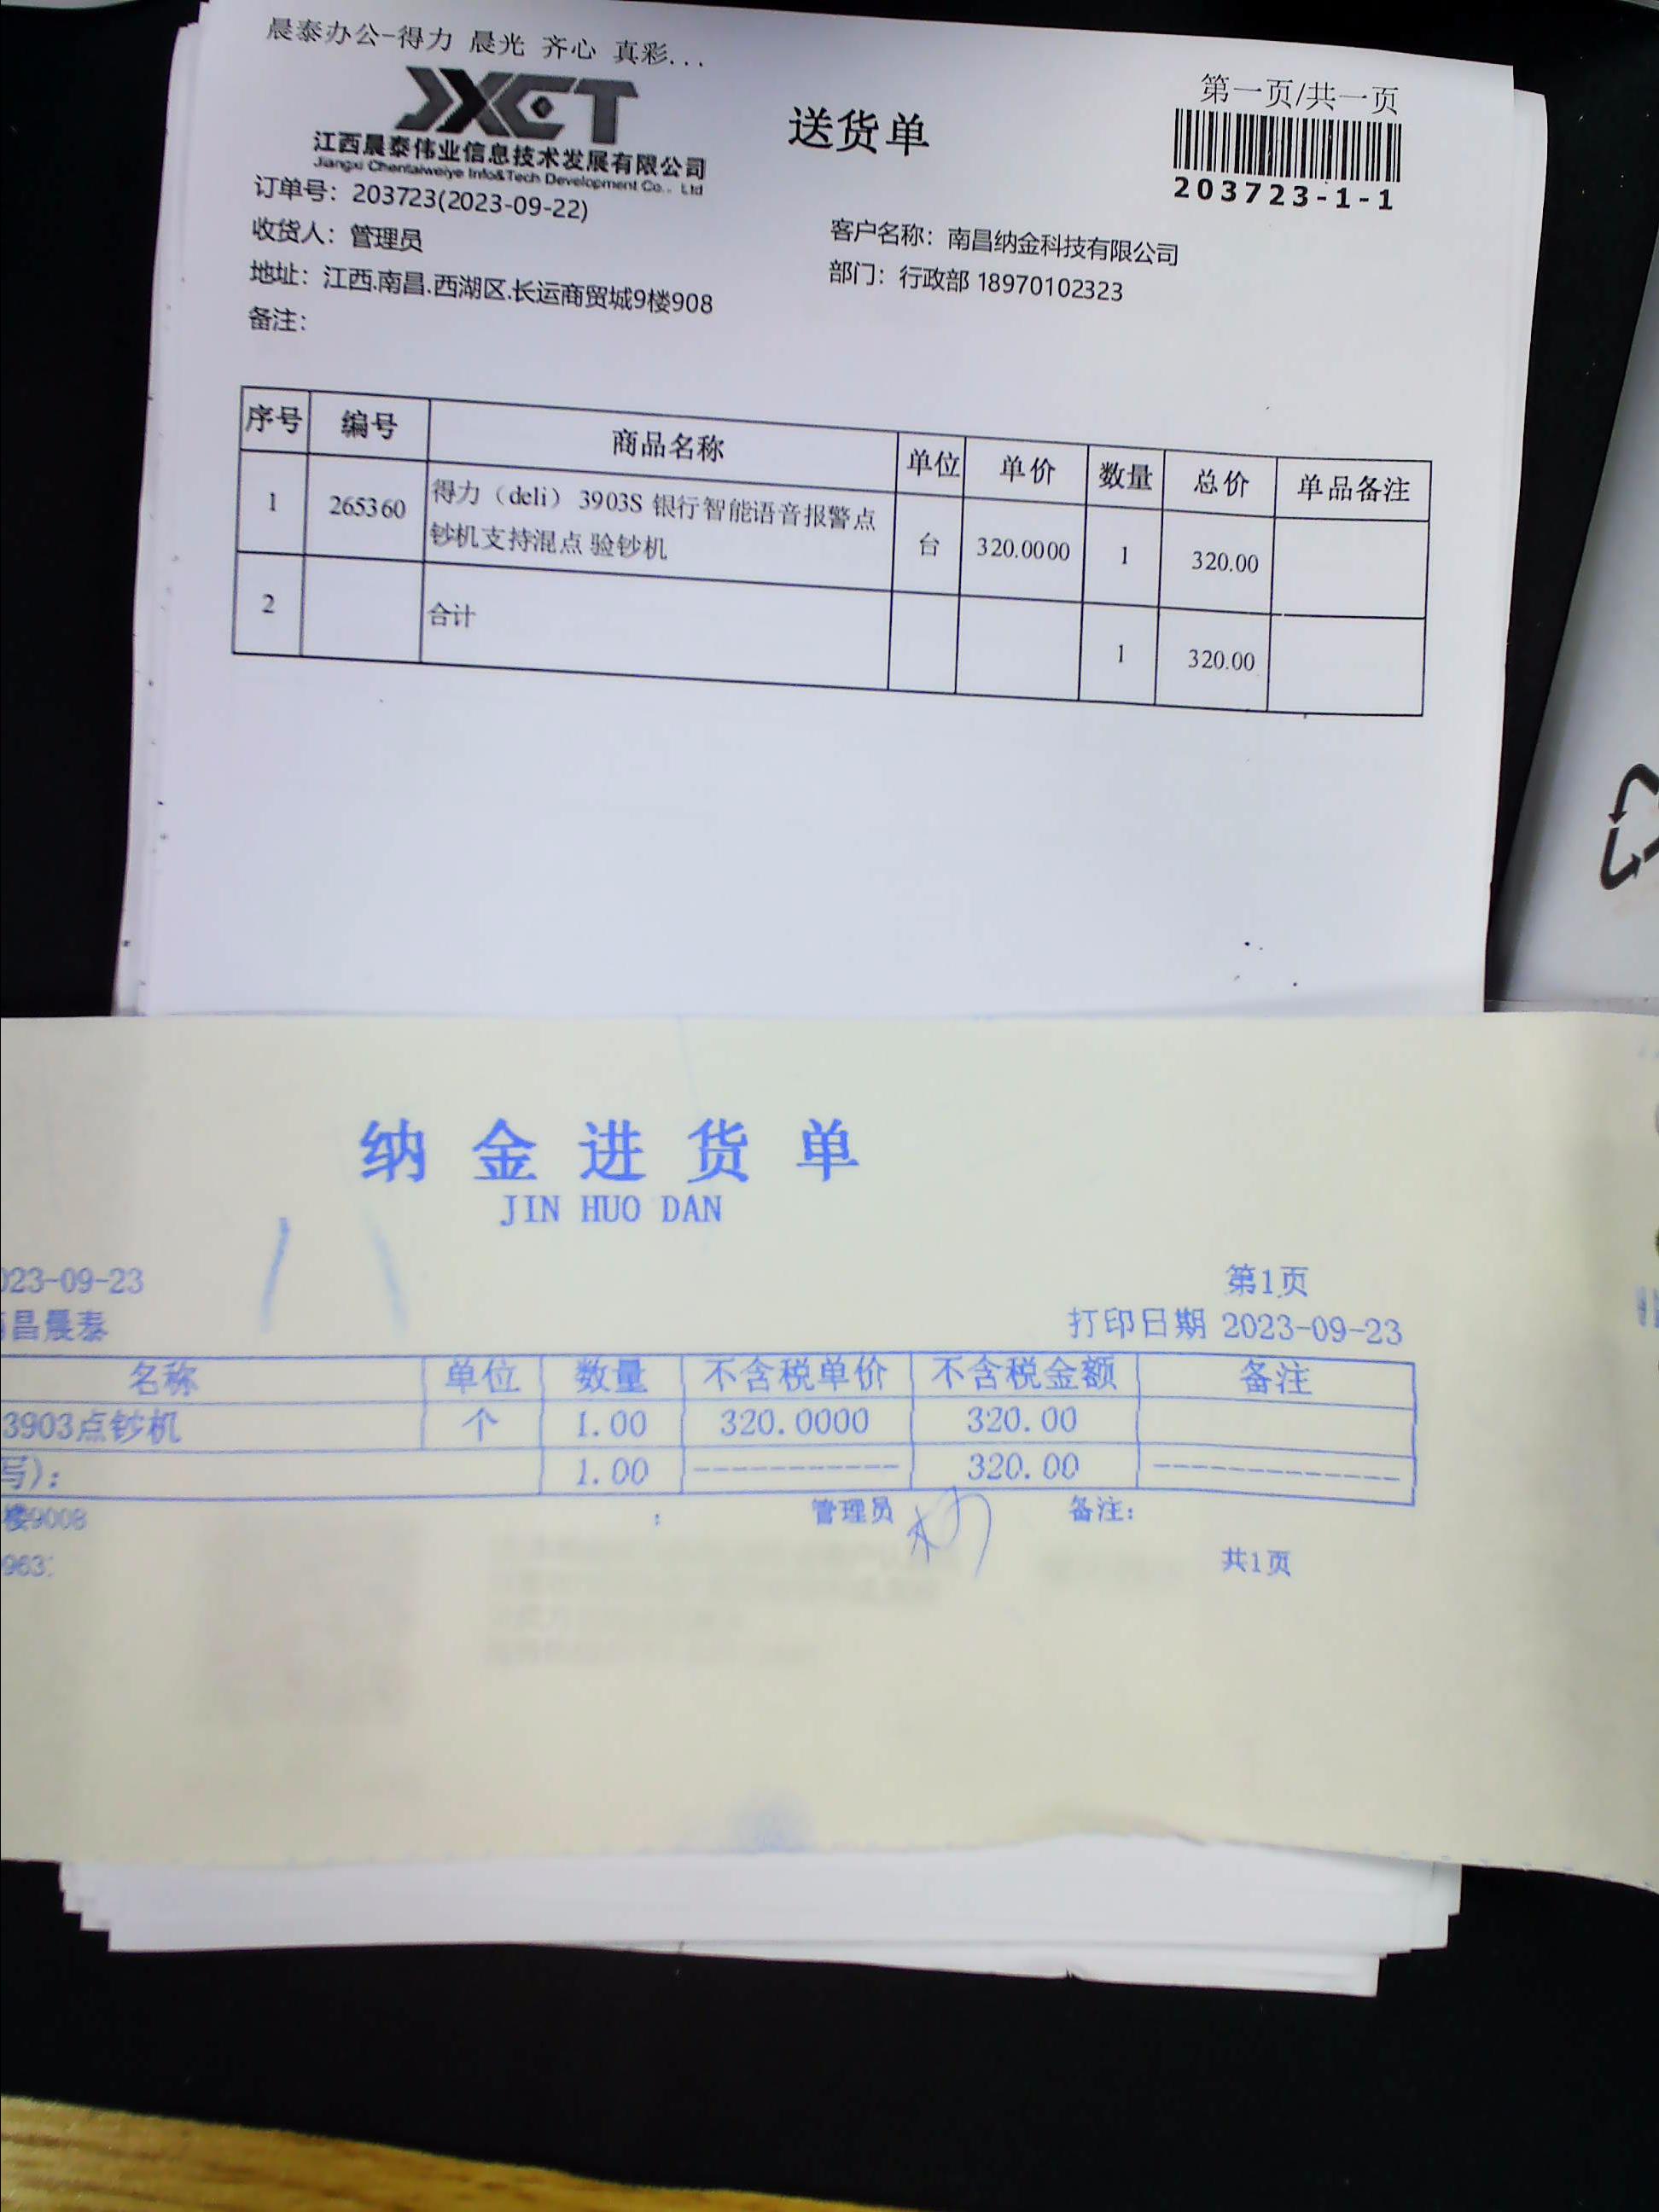 晨泰办公-得力 晨光 齐心 真彩...
JXCT
江西晨泰伟业信息技术发展有限公司
Jiangxi Chentaiweiye Info&Tech Development Co., Ltd
送货单
第一页/共一页
203723-1-1
订单号：203723(2023-09-22)
收货人：管理员
客户名称：南昌纳金科技有限公司
地址：江西.南昌.西湖区.长运商贸城9楼908
部门：行政部 18970102323
备注：
序号 编号 商品名称 单位 单价 数量 总价 单品备注
1 265360 得力（deli） 3903S 银行智能语音报警点
钞机支持混点 验钞机 台 320.0000 1 320.00
2 合计 1 320.00
纳金进货单
JIN HUO DAN
023-09-23 第1页
昌晨泰 打印日期 2023-09-23
名称 单位 数量 不含税单价 不含税金额 备注
3903点钞机 个 1.00 320.0000 320.00
写): 1.00 ----------- 320.00 -------------
楼9008 : 管理员 备注:
963: 共1页